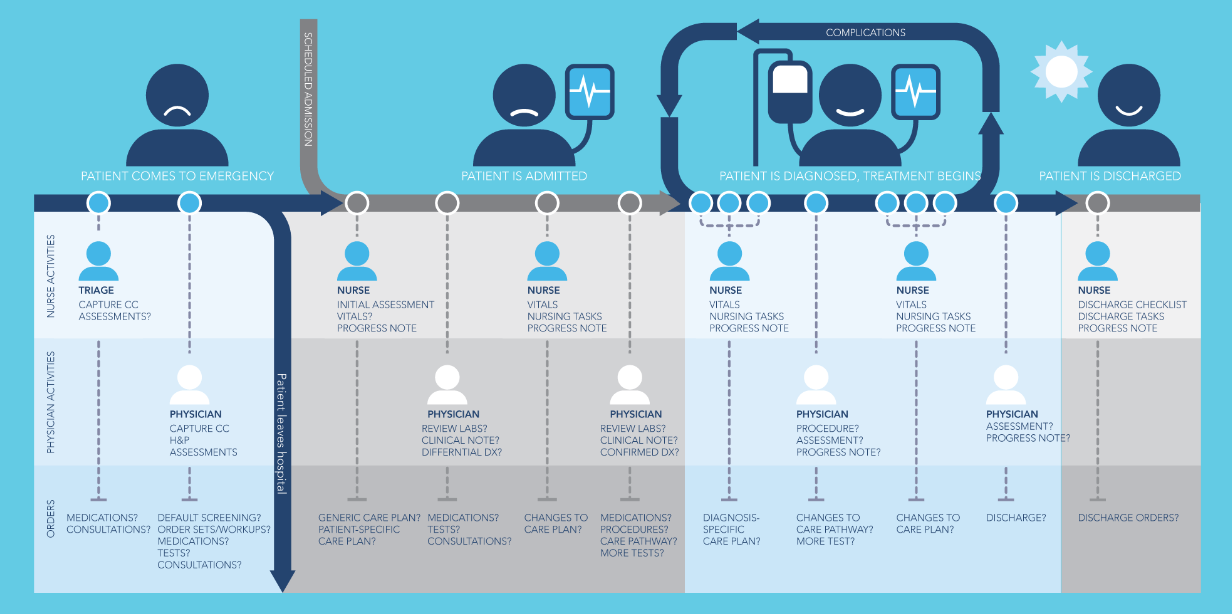 SCHEDULED ADMISSION
COMPLICATIONS
PATIENT COMES TO EMERGENCY
PATIENT IS ADMITTED
PATIENT IS DIAGNOSED, TREATMENT BEGINS
PATIENT IS DISCHARGED
NURSE ACTIVITIES
TRIAGE
CAPTURE CC
ASSESSMENTS?
NURSE
INITIAL ASSESSMENT
VITALS?
PROGRESS NOTE
NURSE
VITALS
NURSING TASKS
PROGRESS NOTE
NURSE
VITALS
NURSING TASKS
PROGRESS NOTE
NURSE
VITALS
NURSING TASKS
PROGRESS NOTE
NURSE
DISCHARGE CHECKLIST
DISCHARGE TASKS
PROGRESS NOTE
PHYSICIAN ACTIVITIES
PHYSICIAN
CAPTURE CC
H&P
ASSESSMENTS
Patient leaves hospital
PHYSICIAN
REVIEW LABS?
CLINICAL NOTE?
DIFFERNTIAL DX?
PHYSICIAN
REVIEW LABS?
CLINICAL NOTE?
CONFIRMED DX?
PHYSICIAN
PROCEDURE?
ASSESSMENT?
PROGRESS NOTE?
PHYSICIAN
ASSESSMENT?
PROGRESS NOTE?
ORDERS
MEDICATIONS?
CONSULTATIONS?
DEFAULT SCREENING?
ORDER SETS/WORKUPS?
MEDICATIONS?
TESTS?
CONSULTATIONS?
GENERIC CARE PLAN?
PATIENT-SPECIFIC
CARE PLAN?
MEDICATIONS?
TESTS?
CONSULTATIONS?
CHANGES TO
CARE PLAN?
MEDICATIONS?
PROCEDURES?
CARE PATHWAY?
MORE TESTS?
DIAGNOSIS-
SPECIFIC
CARE PLAN?
CHANGES TO
CARE PATHWAY?
MORE TEST?
CHANGES TO
CARE PLAN?
DISCHARGE?
DISCHARGE ORDERS?